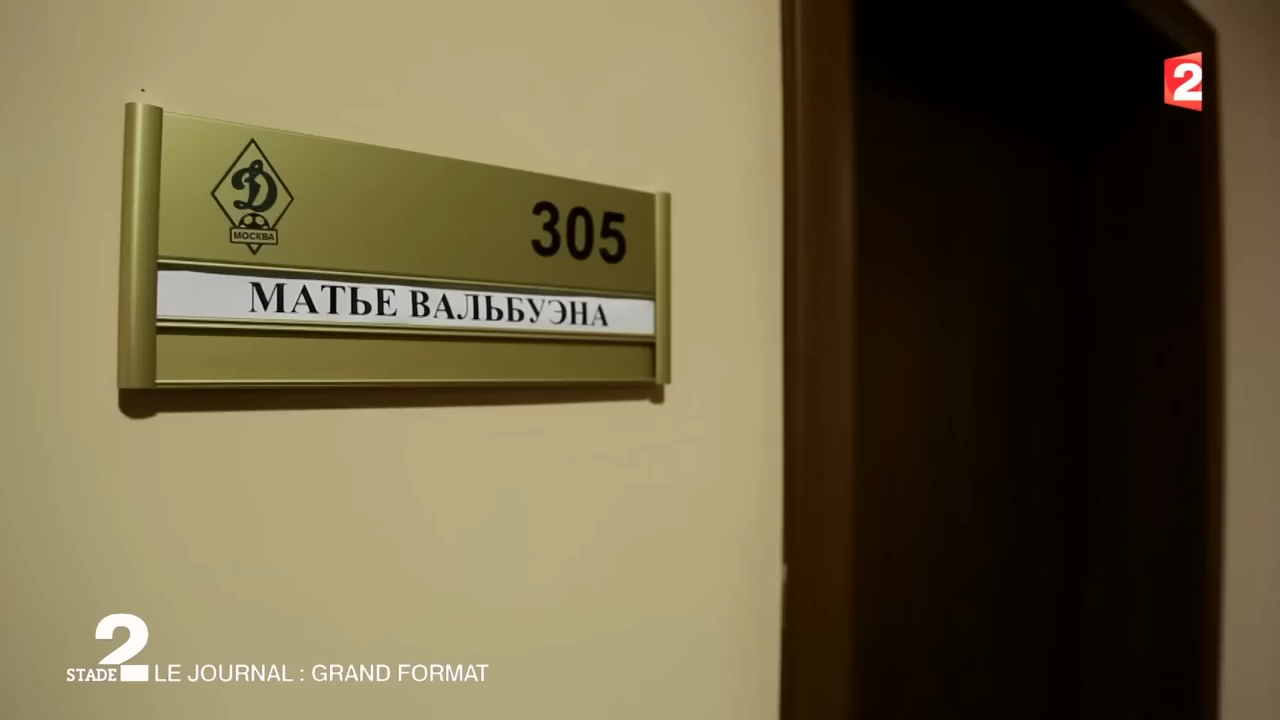 2
Д
МОСКВА
305
МАТЬЕ ВАЛЬБУЭНА
STADE 2 LE JOURNAL : GRAND FORMAT